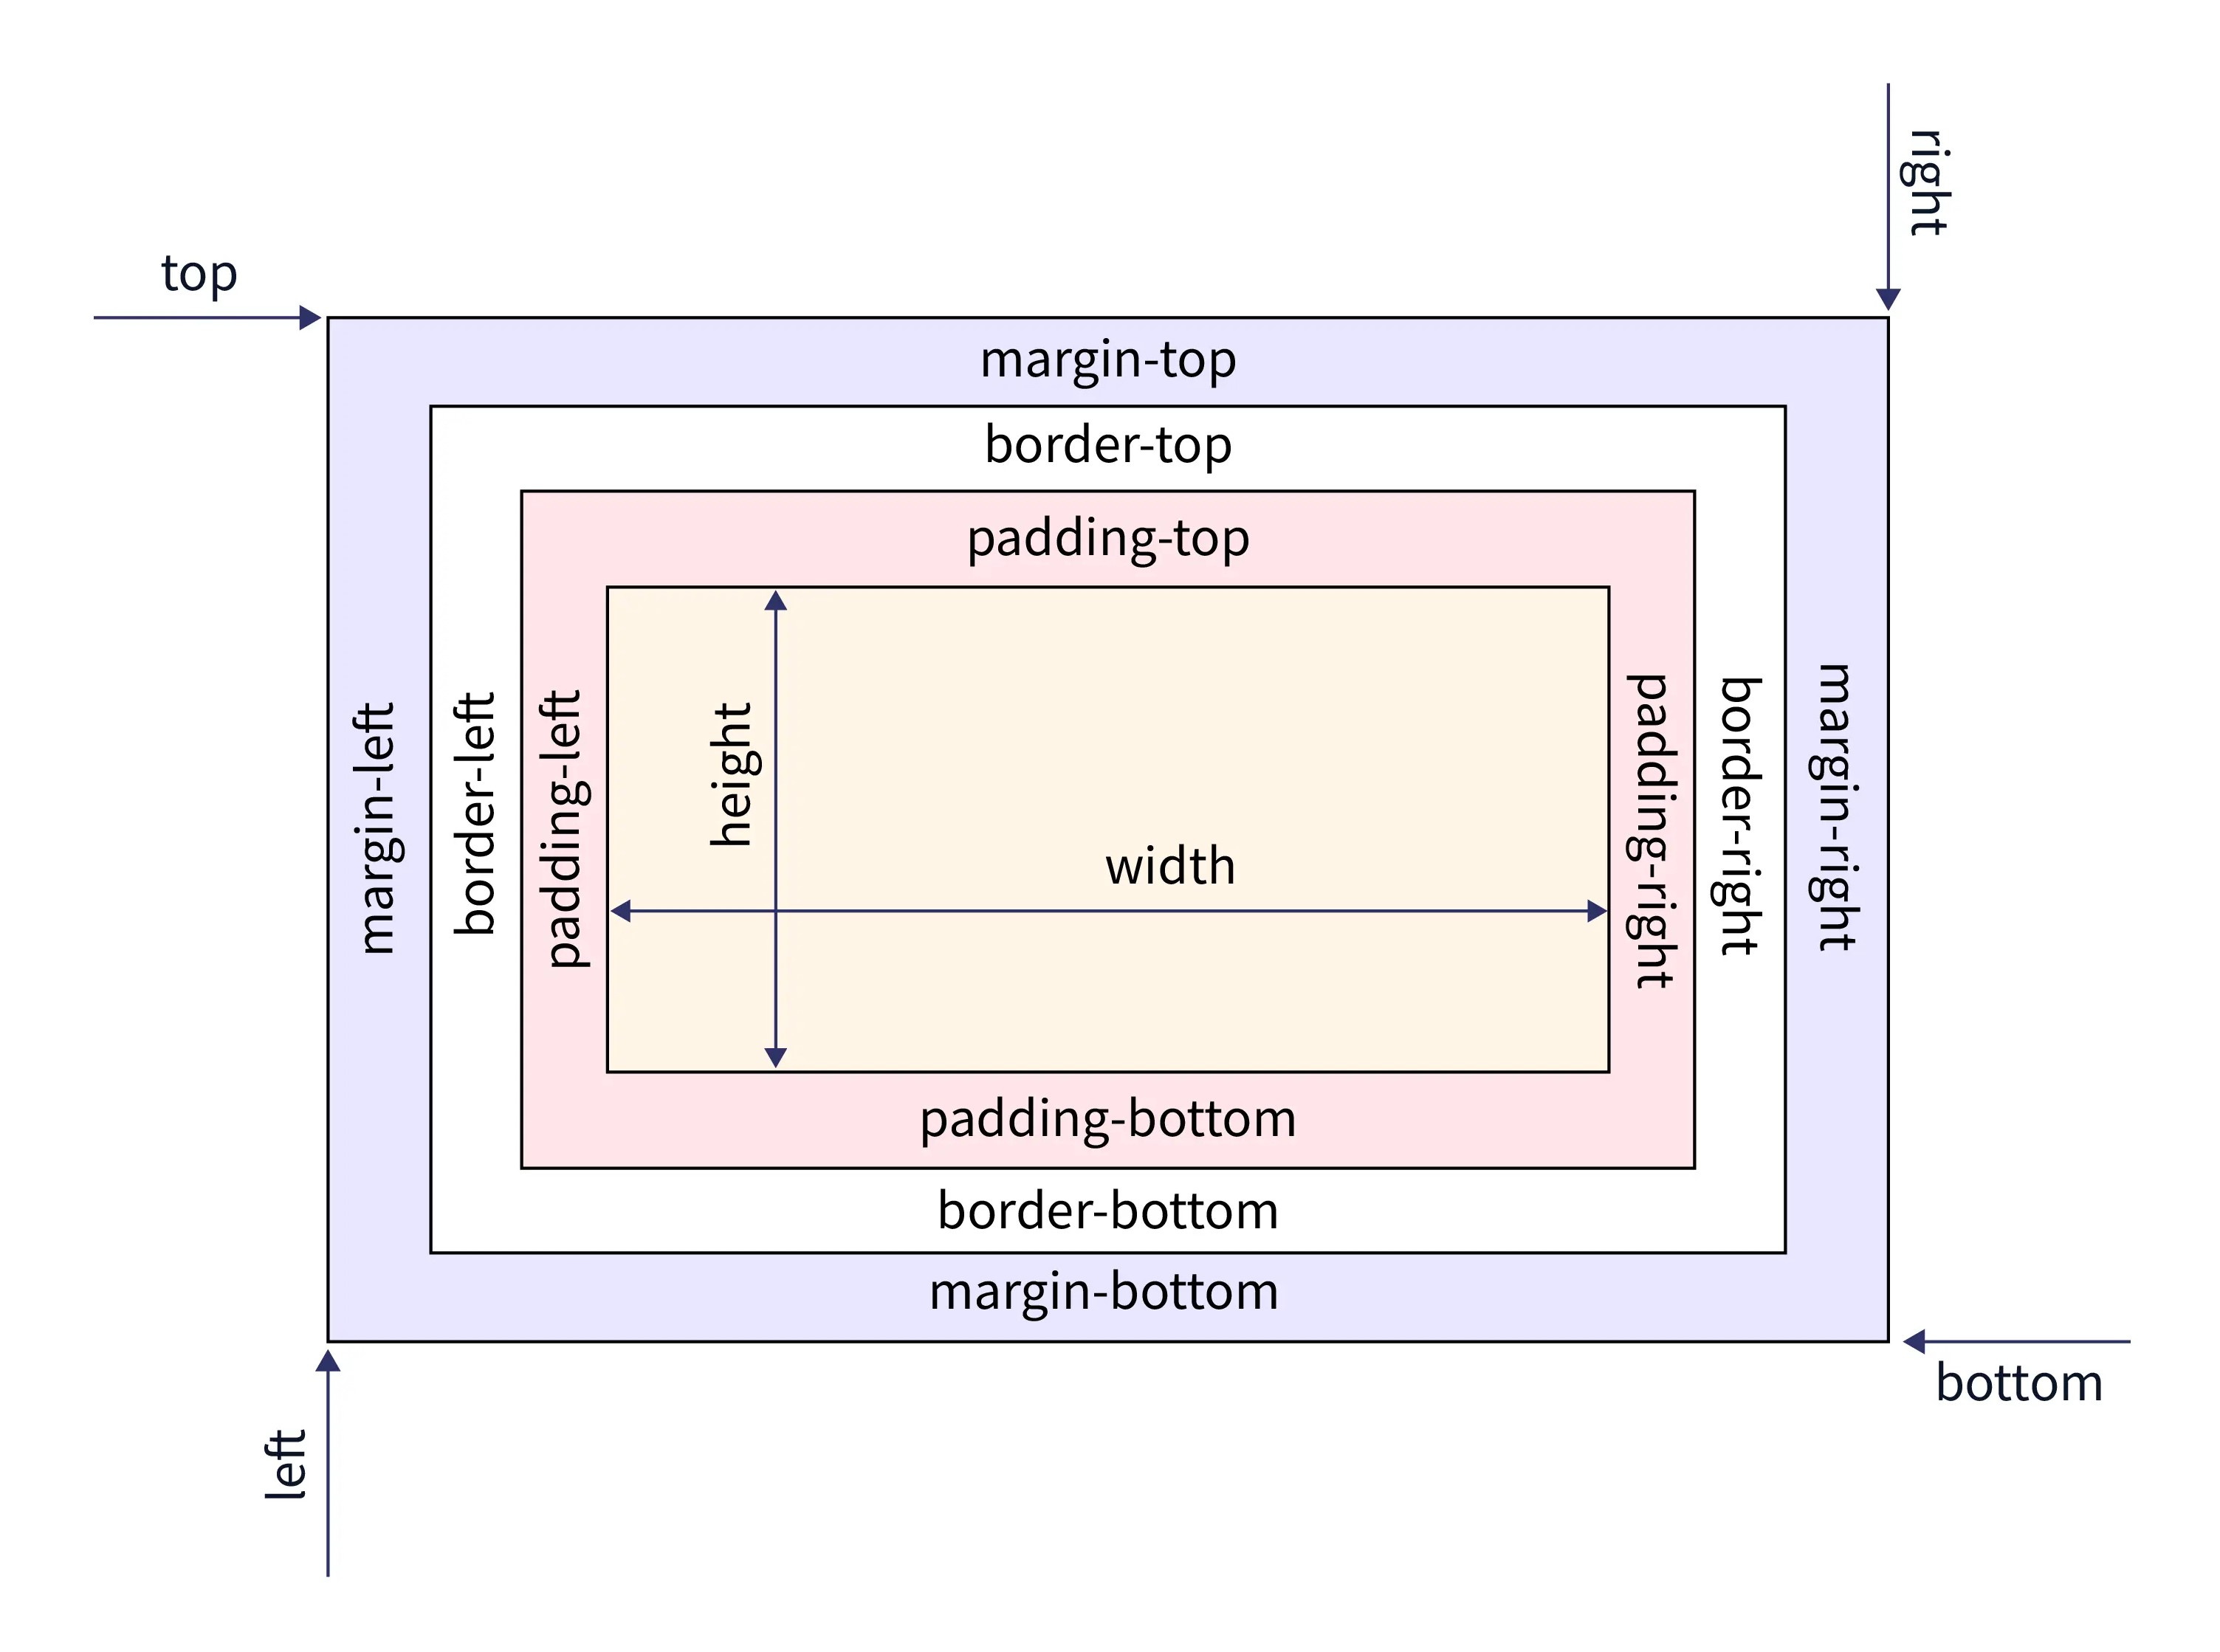 right
top
margin-top
border-top
padding-top
margin-left
border-left
padding-left
height
width
padding-right
border-right
margin-right
padding-bottom
border-bottom
margin-bottom
bottom
left